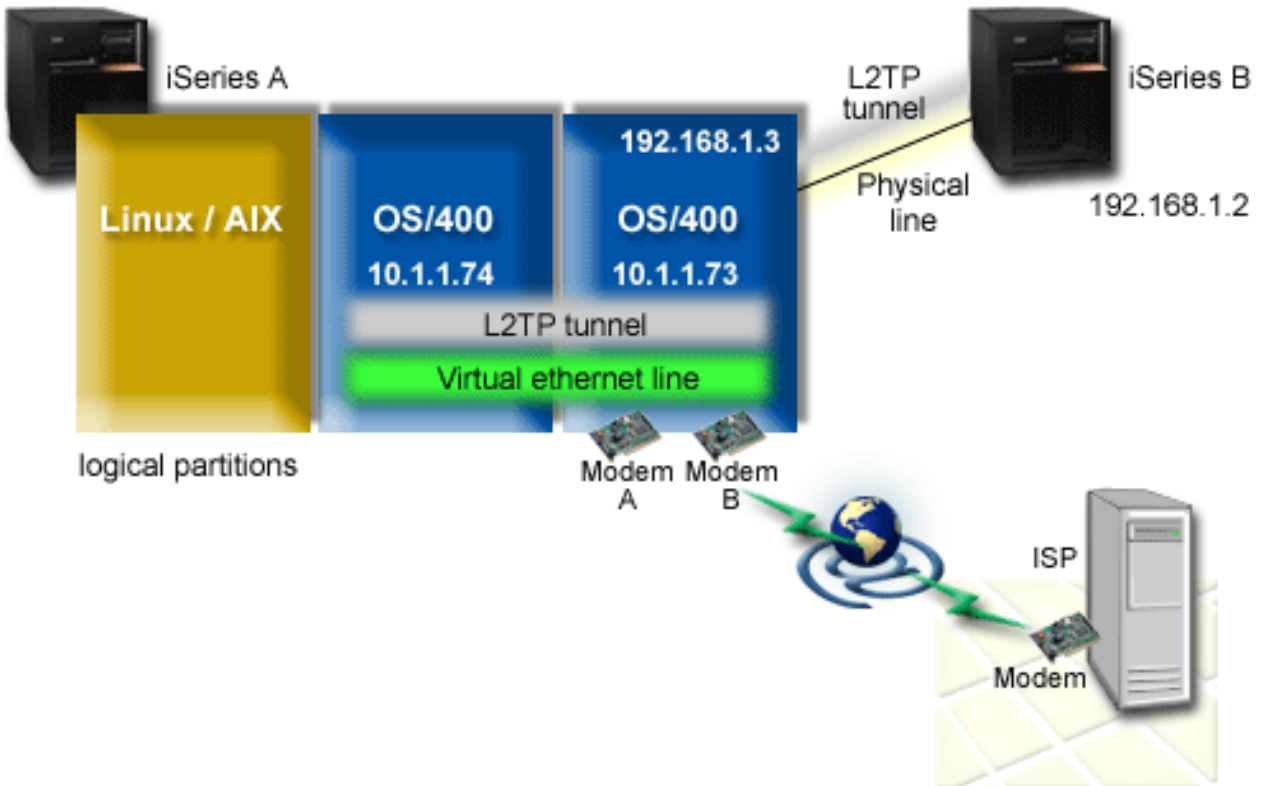 iSeries A
L2TP
tunnel
iSeries B
192.168.1.3
Physical
line
192.168.1.2
Linux / AIX
OS/400
OS/400
10.1.1.74
10.1.1.73
L2TP tunnel
Virtual ethernet line
logical partitions
Modem
A
Modem
B
ISP
Modem